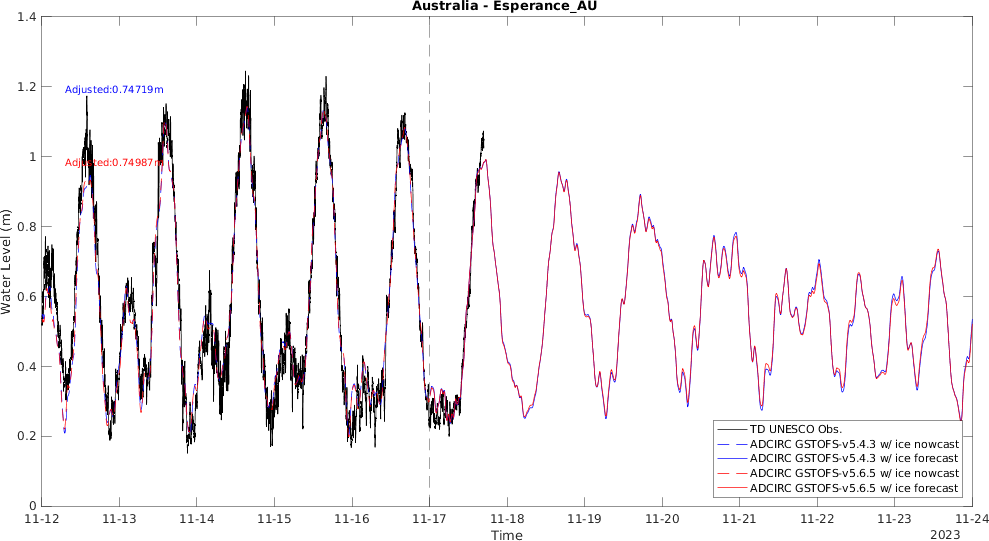 Australia - Esperance_AU
1.4
1.2
1
0.8
0.6
0.4
0.2
0
Water Level (m)
Adjusted:0.74719m
Adjusted:0.74987m
TD UNESCO Obs.
ADCIRC GSTOFS-v5.4.3 w/ ice nowcast
ADCIRC GSTOFS-v5.4.3 w/ ice forecast
ADCIRC GSTOFS-v5.6.5 w/ ice nowcast
ADCIRC GSTOFS-v5.6.5 w/ ice forecast
11-12 11-13 11-14 11-15 11-16 11-17 11-18 11-19 11-20 11-21 11-22 11-23 11-24
Time
2023